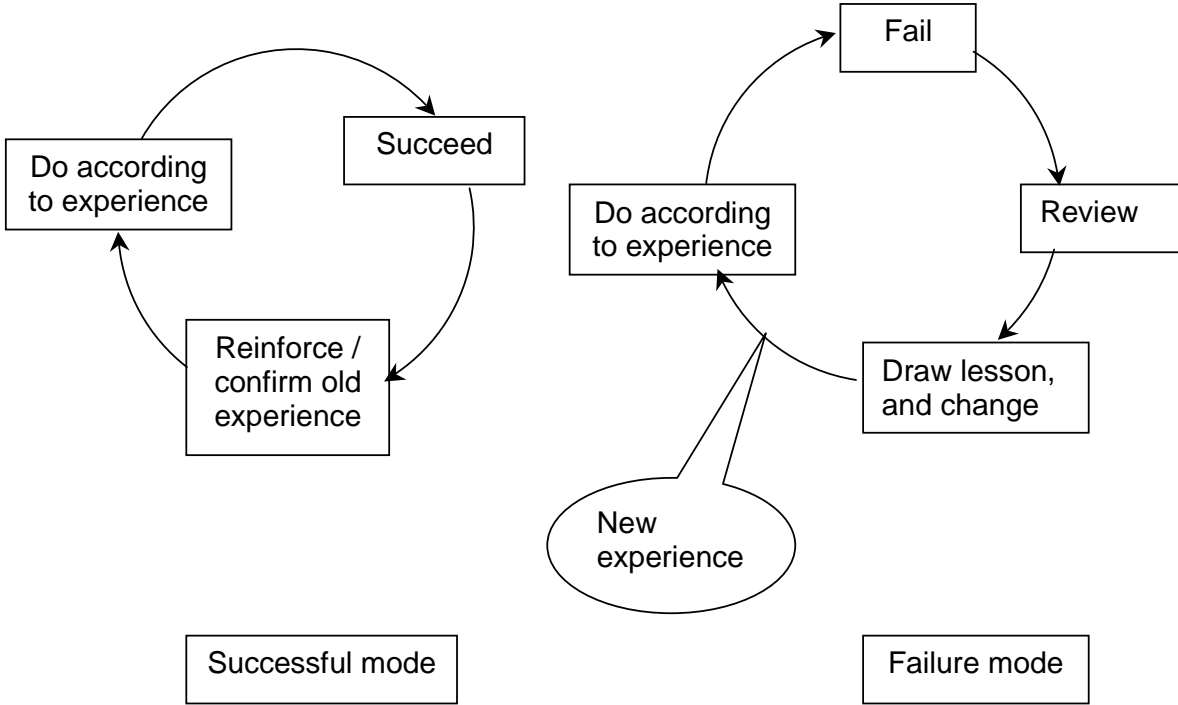 Do according
to experience
Succeed
Reinforce /
confirm old
experience
Successful mode
Fail
Review
Do according
to experience
Draw lesson,
and change
New
experience
Failure mode